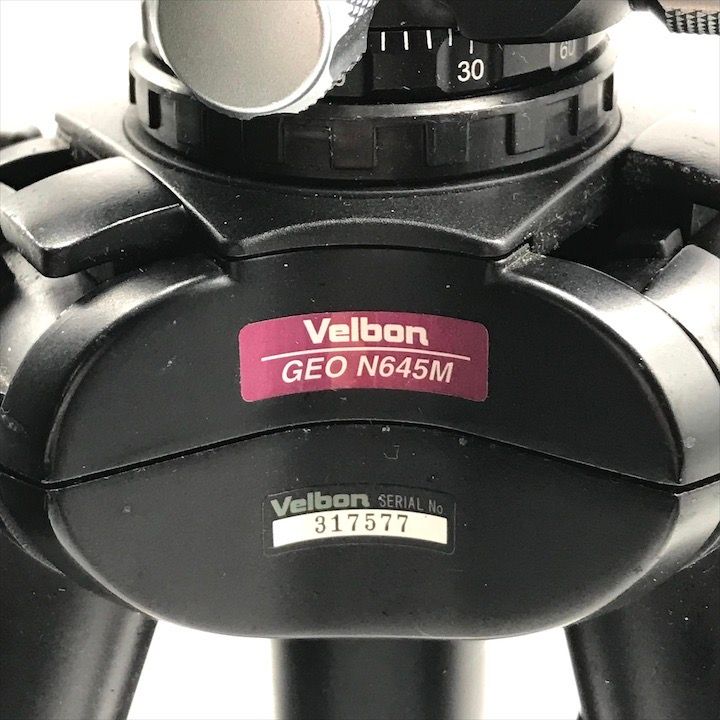 30
60
Velbon
GEO N645M
Velbon SERIAL No.
317577